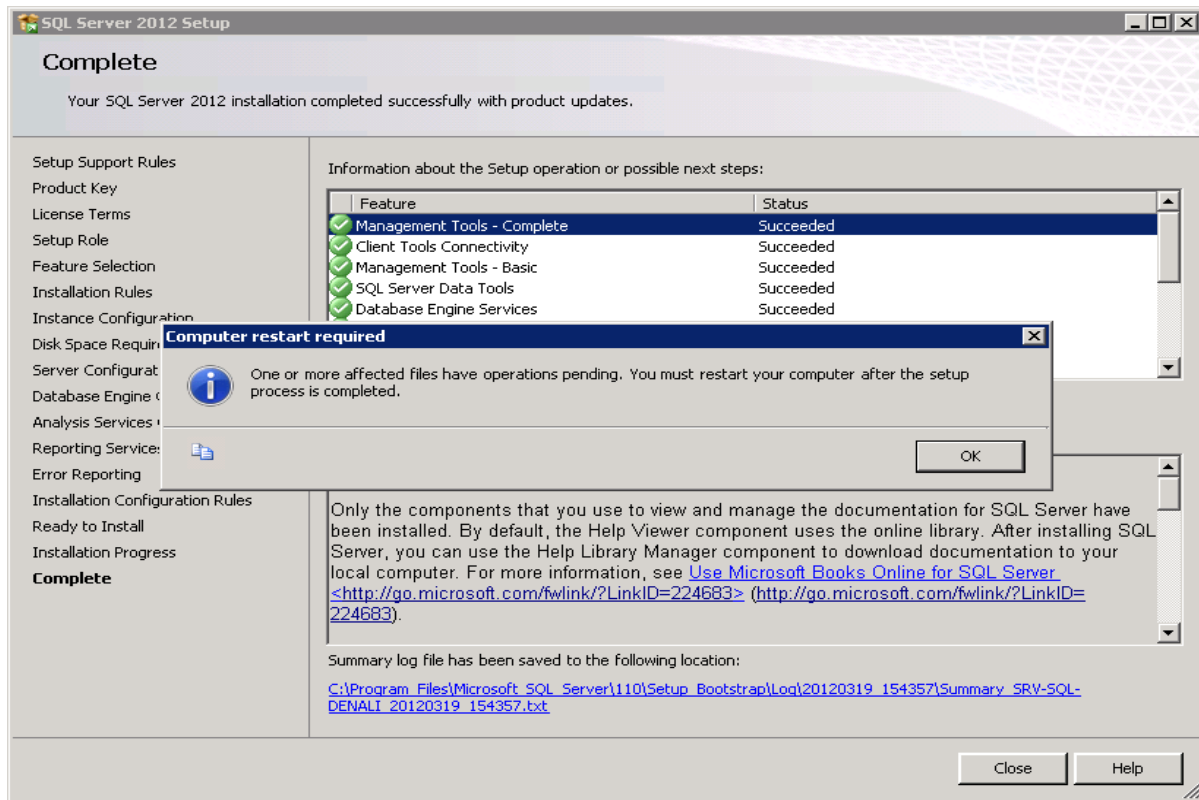 SQL Server 2012 Setup
Complete
Your SQL Server 2012 installation completed successfully with product updates.
Setup Support Rules
Product Key
License Terms
Setup Role
Feature Selection
Installation Rules
Instance Configuration
Disk Space Requir
Server Configurat
Database Engine
Analysis Services
Reporting Services
Error Reporting
Installation Configuration Rules
Ready to Install
Installation Progress
Complete
Information about the Setup operation or possible next steps:
Feature Status
Management Tools - Complete Succeeded
Client Tools Connectivity Succeeded
Management Tools - Basic Succeeded
SQL Server Data Tools Succeeded
Database Engine Services Succeeded
Computer restart required
One or more affected files have operations pending. You must restart your computer after the setup
process is completed.
OK
Only the components that you use to view and manage the documentation for SQL Server have
been installed. By default, the Help Viewer component uses the online library. After installing SQL
Server, you can use the Help Library Manager component to download documentation to your
local computer. For more information, see Use Microsoft Books Online for SQL Server
<http://go.microsoft.com/fwlink/?LinkID=224683> (http://go.microsoft.com/fwlink/?LinkID=
224683).
Summary log file has been saved to the following location:
C:\Program Files\Microsoft SQL Server\110\Setup Bootstrap\Log\20120319_154357\Summary_SRV-SQL-
DENALI_20120319_154357.txt
Close Help